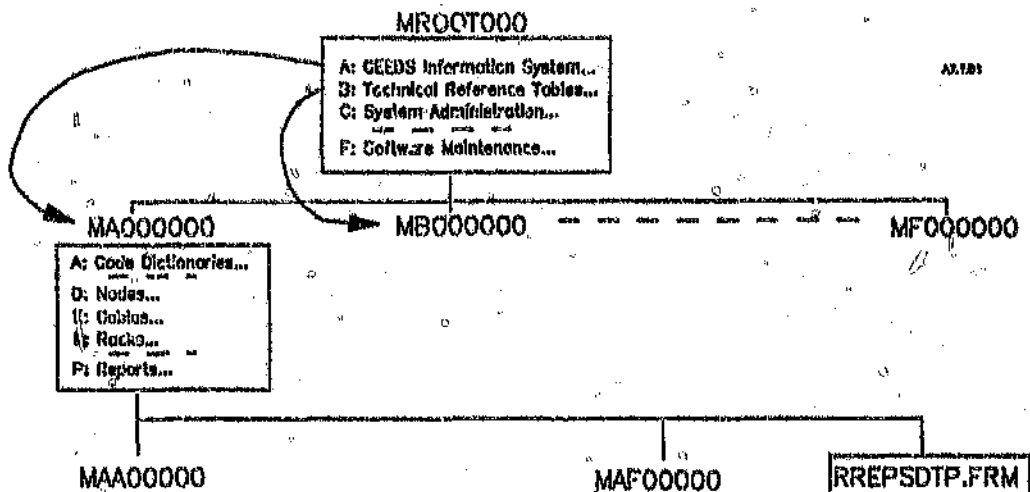 MROOT000
A: CEEDS Information System...
B: Technical Reference Tables...
C: System Administration...
F: Software Maintenance...
MA000000
MB000000
MF000000
A: Code Dictionaries...
D: Nodes...
Cables...
Racks...
P: Reports...
MAA00000
MAF00000
RREPSDTP.FRM